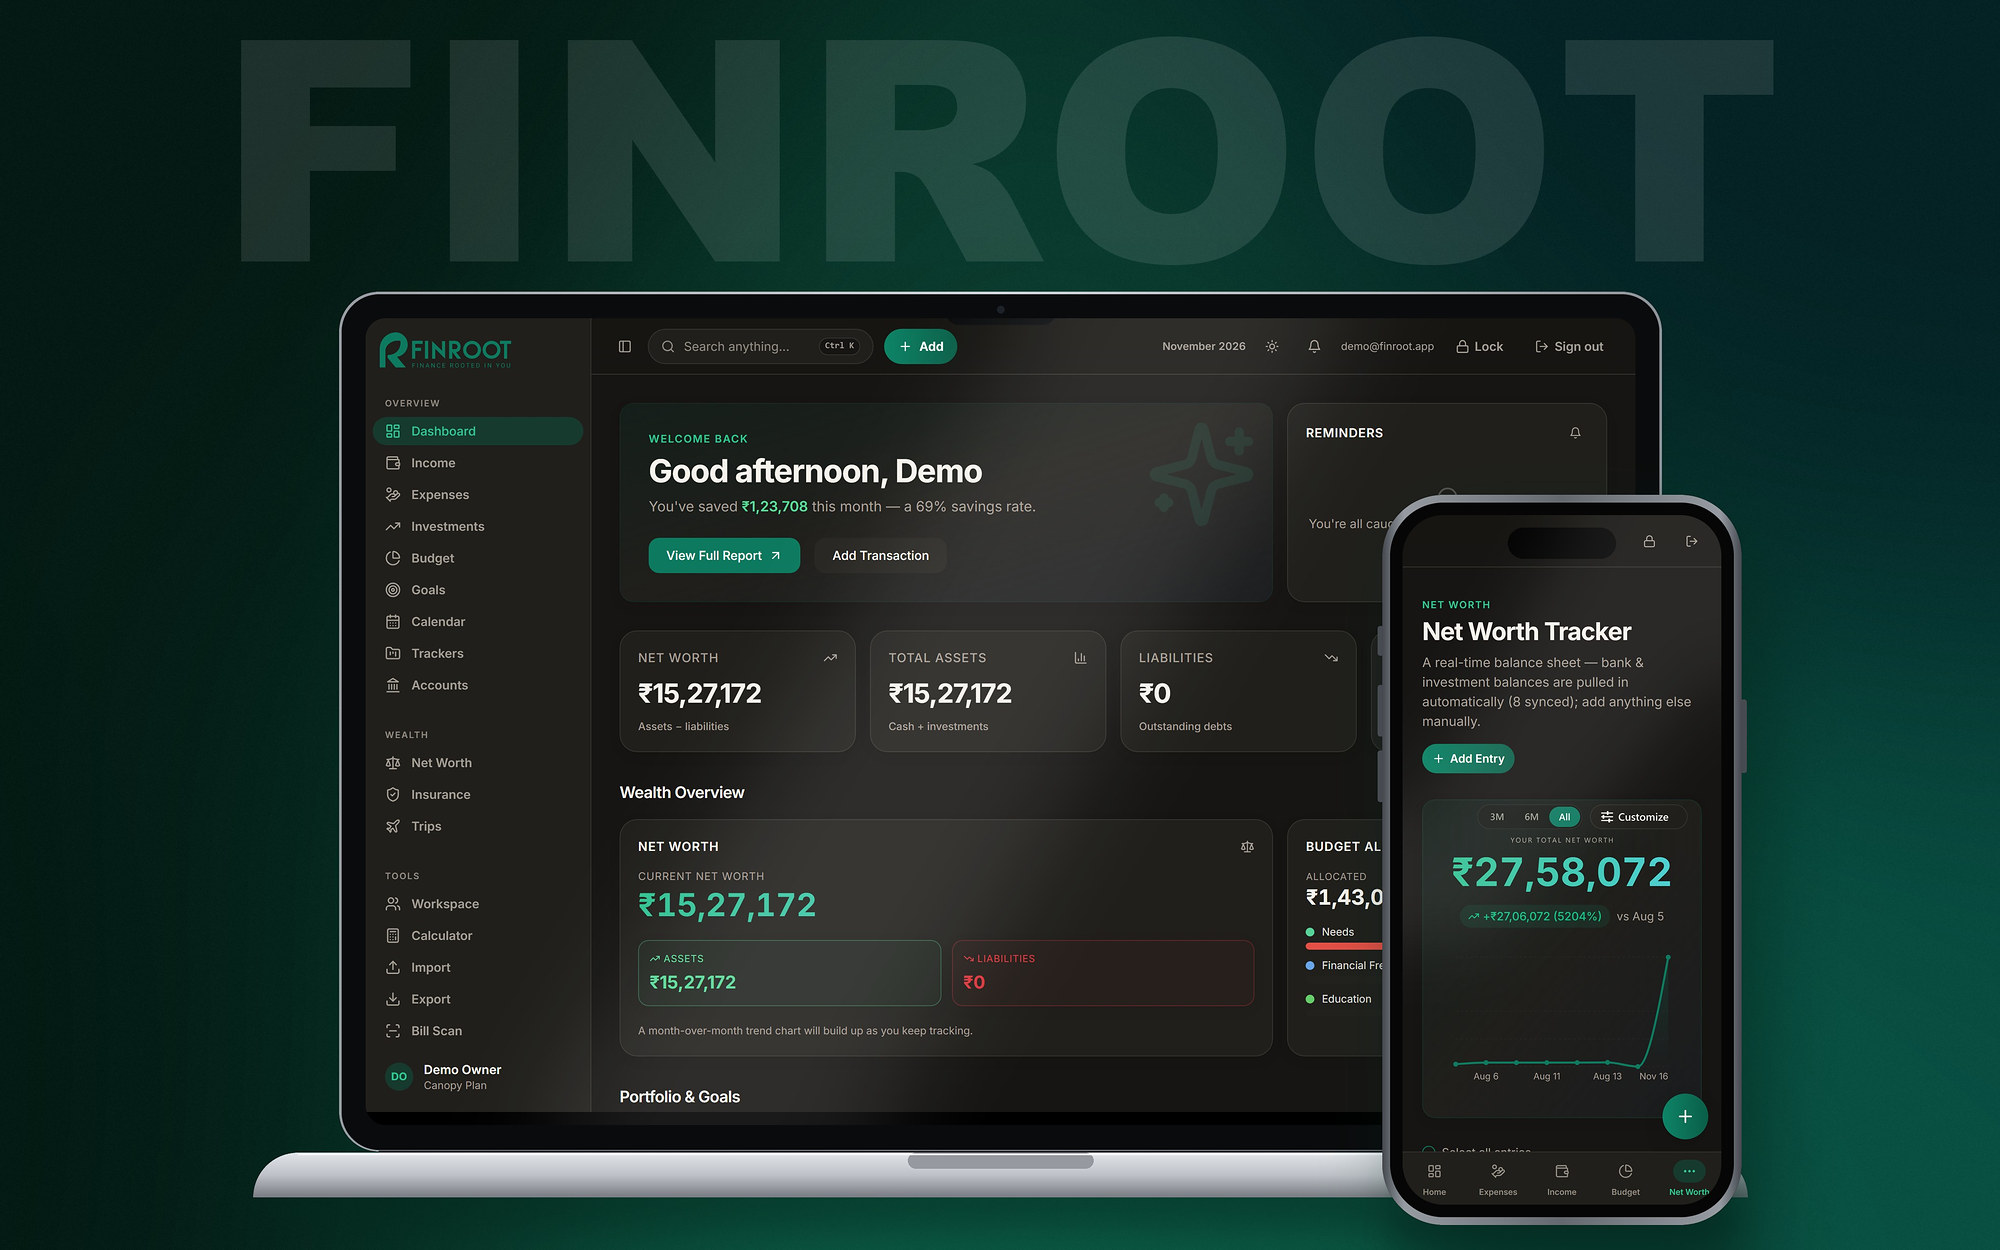 FINROOT
FINROOT
FINANCE ROOTED IN YOU
OVERVIEW
Dashboard
Income
Expenses
Investments
Budget
Goals
Calendar
Trackers
Accounts
WEALTH
Net Worth
Insurance
Trips
TOOLS
Workspace
Calculator
Import
Export
Bill Scan
DO
Demo Owner
Canopy Plan
Search anything... Ctrl K
+ Add
November 2026
demo@finroot.app
Lock
Sign out
WELCOME BACK
Good afternoon, Demo
You've saved ₹1,23,708 this month — a 69% savings rate.
View Full Report
Add Transaction
REMINDERS
You're all cau
NET WORTH
₹15,27,172
Assets − liabilities
TOTAL ASSETS
₹15,27,172
Cash + investments
LIABILITIES
₹0
Outstanding debts
Wealth Overview
NET WORTH
CURRENT NET WORTH
₹15,27,172
ASSETS
₹15,27,172
LIABILITIES
₹0
A month-over-month trend chart will build up as you keep tracking.
BUDGET AL
ALLOCATED
₹1,43,0
Needs
Financial Fre
Education
Portfolio & Goals
NET WORTH
Net Worth Tracker
A real-time balance sheet — bank &
investment balances are pulled in
automatically (8 synced); add anything else
manually.
+ Add Entry
3M 6M All Customize
YOUR TOTAL NET WORTH
₹27,58,072
+₹27,06,072 (5204%) vs Aug 5
Aug 6 Aug 11 Aug 13 Nov 16
+
Select all entries
Home Expenses Income Budget Net Worth